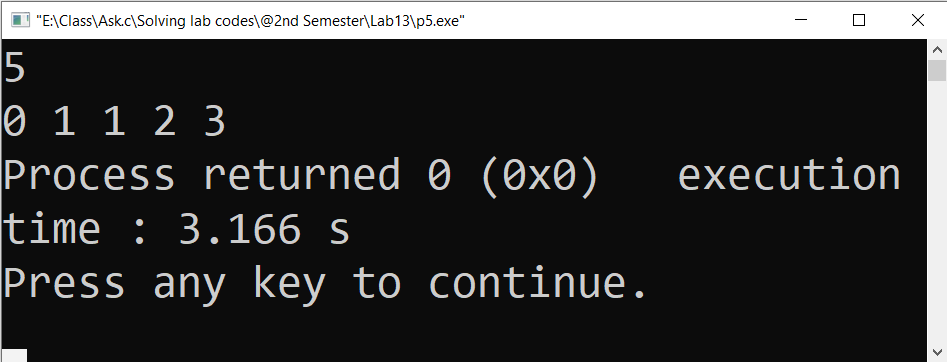 "E:\Class\Ask.c\Solving lab codes\@2nd Semester\Lab13\p5.exe"
5
0 1 1 2 3
Process returned 0 (0x0)   execution
time : 3.166 s
Press any key to continue.